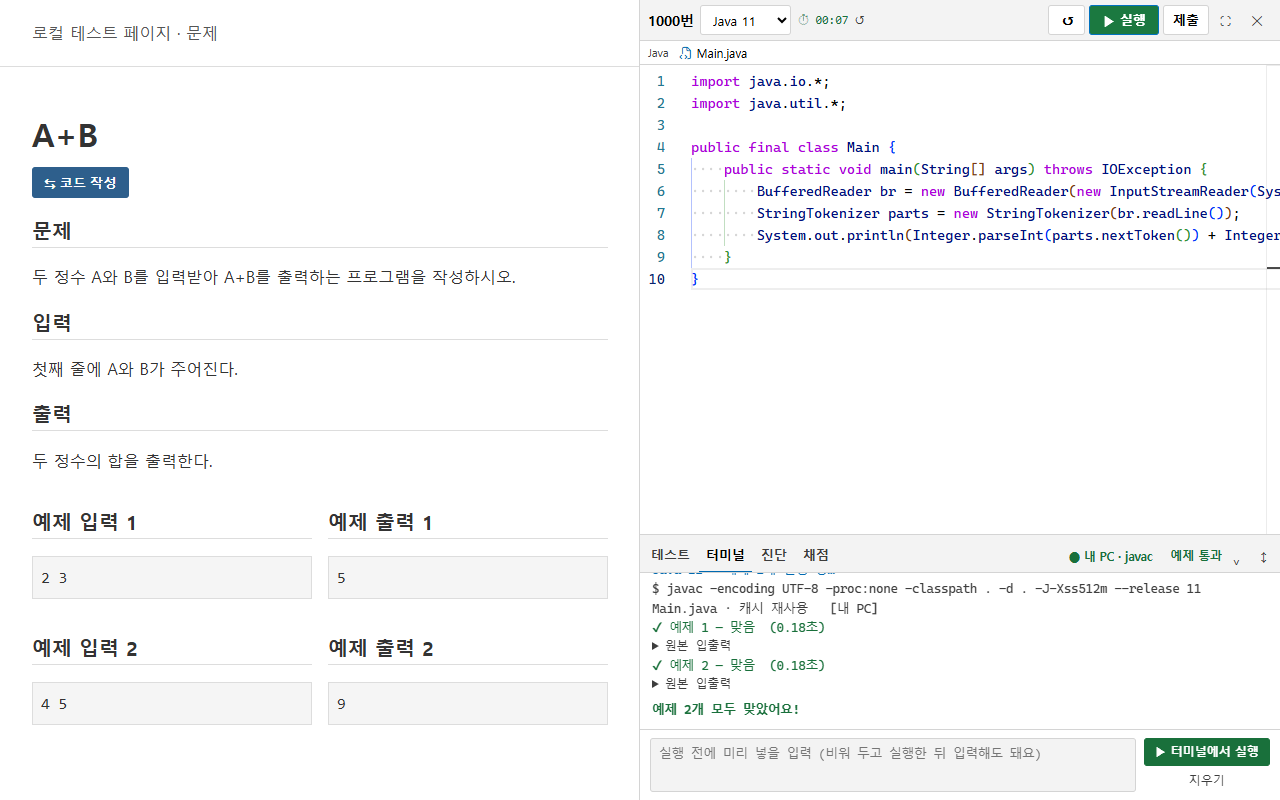 로컬 테스트 페이지 · 문제
A+B
⇆ 코드 작성
문제
두 정수 A와 B를 입력받아 A+B를 출력하는 프로그램을 작성하시오.
입력
첫째 줄에 A와 B가 주어진다.
출력
두 정수의 합을 출력한다.
예제 입력 1
예제 출력 1
2 3
5
예제 입력 2
예제 출력 2
4 5
9
1000번 Java 11 ⏱ 00:07 ↺
↺ ▶ 실행 제출
Java Main.java
1 import java.io.*;
2 import java.util.*;
3
4 public final class Main {
5 public static void main(String[] args) throws IOException {
6 BufferedReader br = new BufferedReader(new InputStreamReader(Sys
7 StringTokenizer parts = new StringTokenizer(br.readLine());
8 System.out.println(Integer.parseInt(parts.nextToken()) + Integer
9 }
10 }
테스트 터미널 진단 채점
● 내 PC · javac 예제 통과
$ javac -encoding UTF-8 -proc:none -classpath . -d . -J-Xss512m --release 11
Main.java · 캐시 재사용 [내 PC]
✓ 예제 1 — 맞음 (0.18초)
▶ 원본 입출력
✓ 예제 2 — 맞음 (0.18초)
▶ 원본 입출력
예제 2개 모두 맞았어요!
실행 전에 미리 넣을 입력 (비워 두고 실행한 뒤 입력해도 돼요)
▶ 터미널에서 실행
지우기